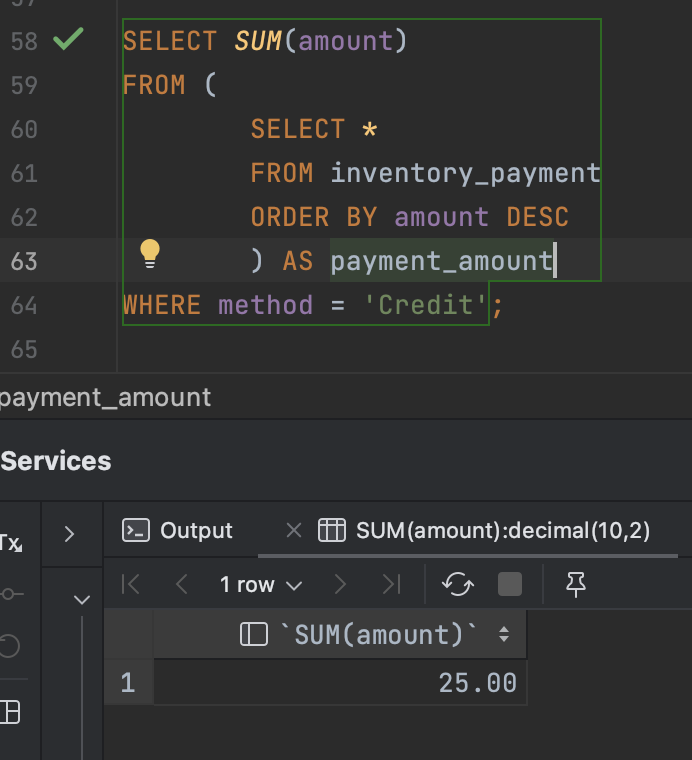 57
58 SELECT SUM(amount)
59 FROM (
60 SELECT *
61 FROM inventory_payment
62 ORDER BY amount DESC
63 ) AS payment_amount
64 WHERE method = 'Credit';
65
payment_amount
Services
Tx
Output
SUM(amount):decimal(10,2)
1 row
`SUM(amount)`
1 25.00